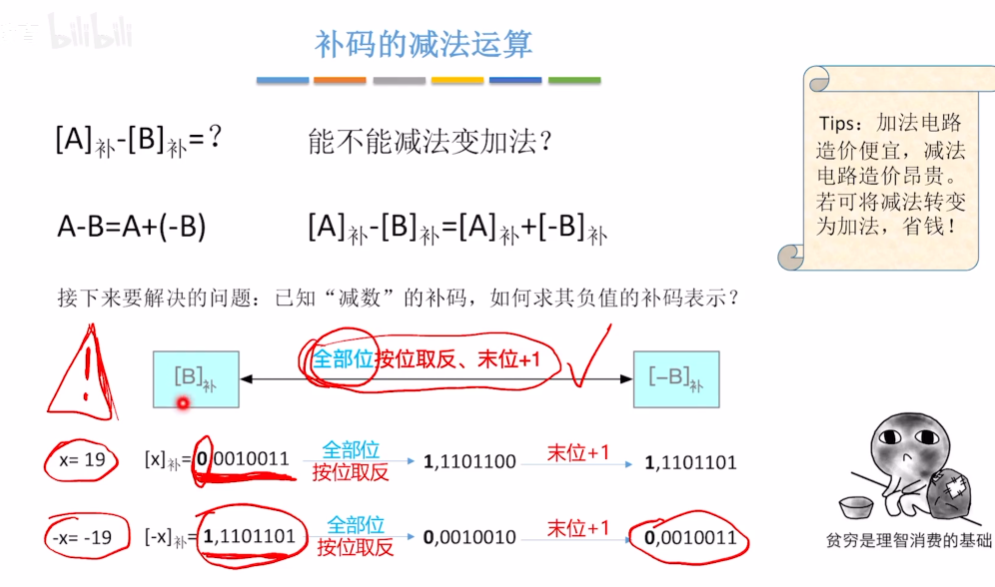 bilibili
补码的减法运算
[A]补-[B]补=?
能不能减法变加法?
Tips:加法电路
造价便宜,减法
电路造价昂贵。
若可将减法转变
为加法,省钱!
A-B=A+(-B)
[A]补-[B]补=[A]补+[-B]补
接下来要解决的问题:已知“减数”的补码,如何求其负值的补码表示?
[B]补
全部位按位取反、末位+1
[-B]补
x= 19
[x]补=0,0010011
全部位
按位取反
1,1101100
末位+1
1,1101101
-x= -19
[-x]补=1,1101101
全部位
按位取反
0,0010010
末位+1
0,0010011
贫穷是理智消费的基础